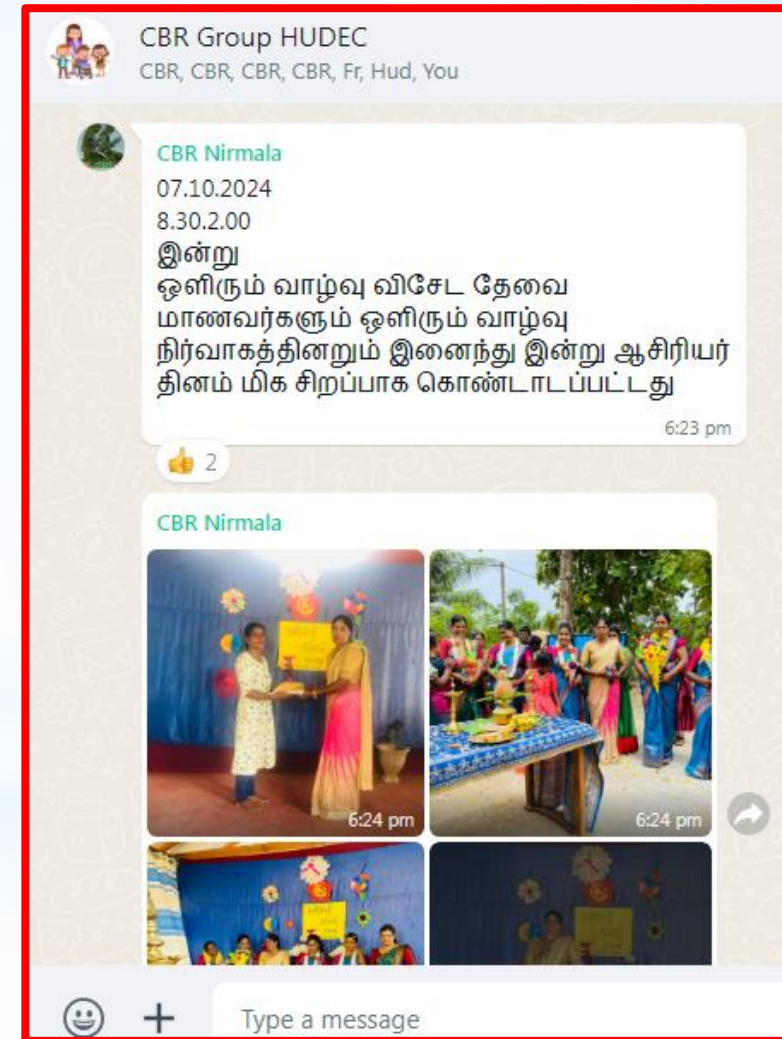 CBR Group HUDEC
CBR, CBR, CBR, CBR, Fr, Hud, You
CBR Nirmala
07.10.2024
8.30.2.00
இன்று
ஒளிரும் வாழ்வு விசேட தேவை
மாணவர்களும் ஒளிரும் வாழ்வு
நிர்வாகத்தினறும் இனைந்து இன்று ஆசிரியர்
தினம் மிக சிறப்பாக கொண்டாடப்பட்டது
6:23 pm
2
CBR Nirmala
6:24 pm
6:24 pm
Type a message